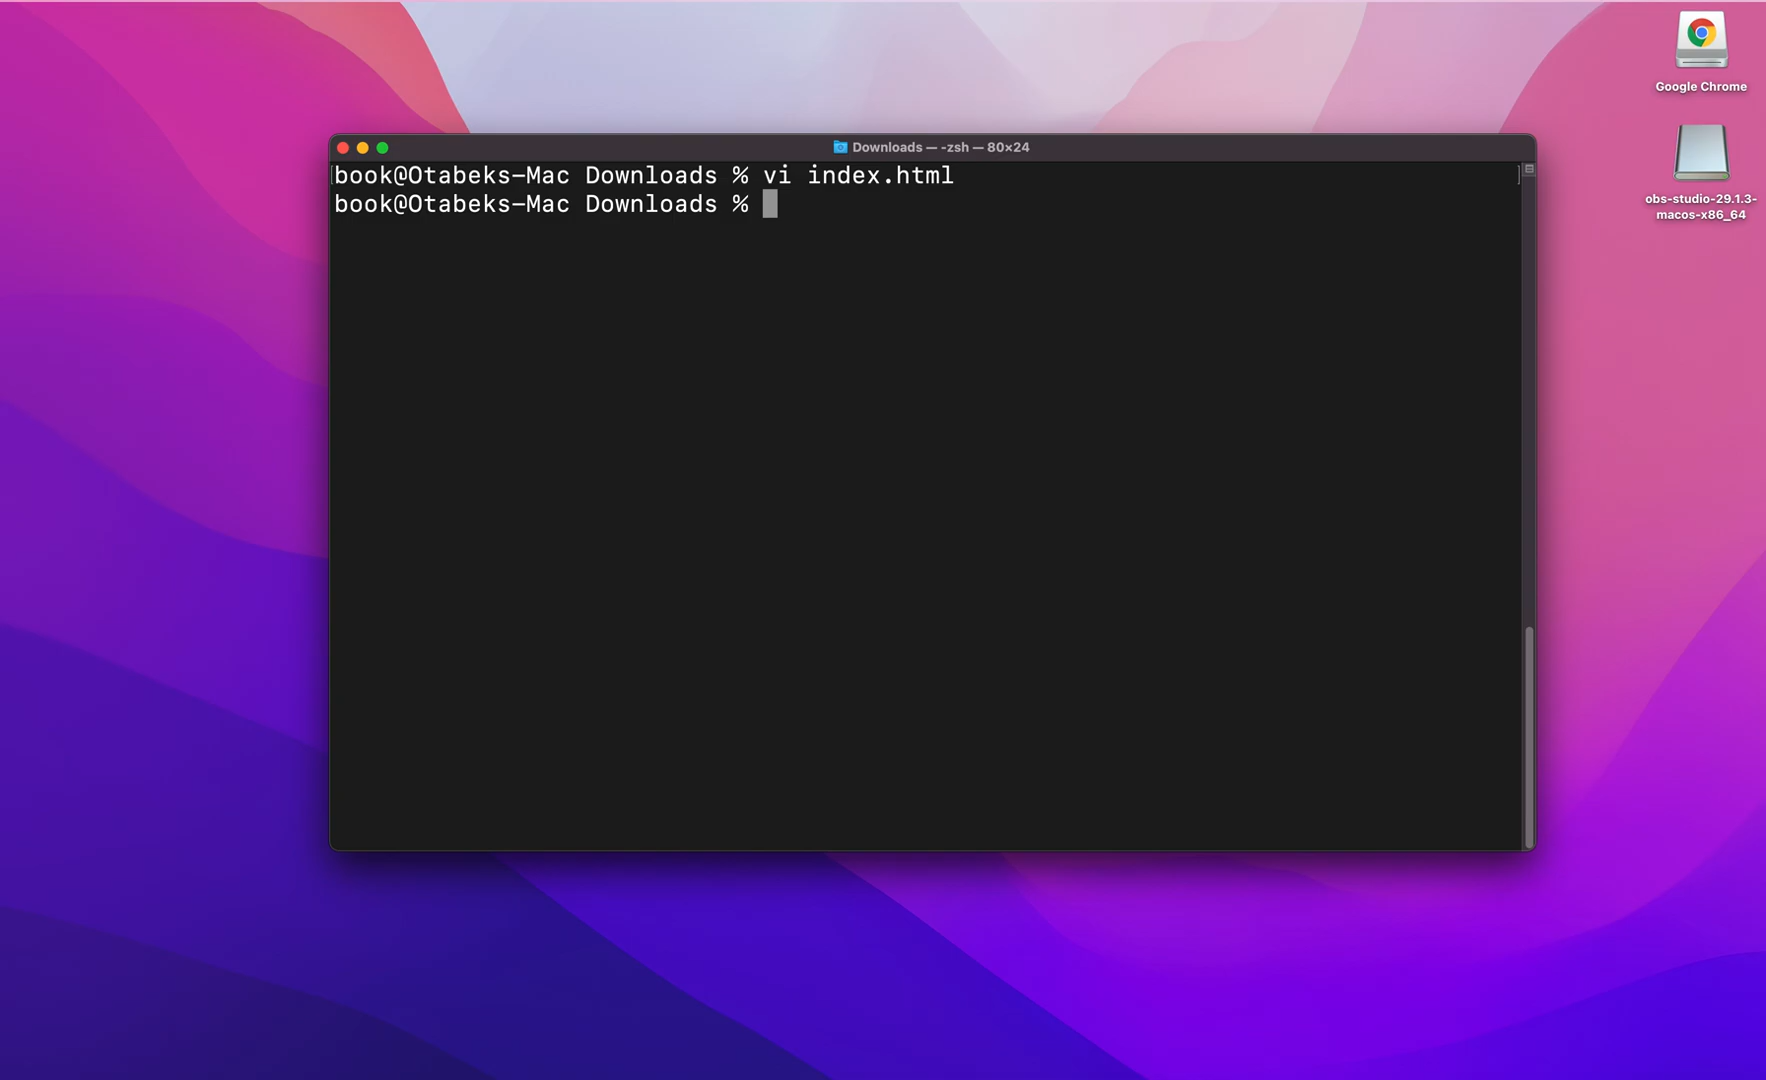 Google Chrome
Downloads — -zsh — 80×24
book@Otabeks-Mac Downloads % vi index.html
book@Otabeks-Mac Downloads %
obs-studio-29.1.3-
macos-x86_64